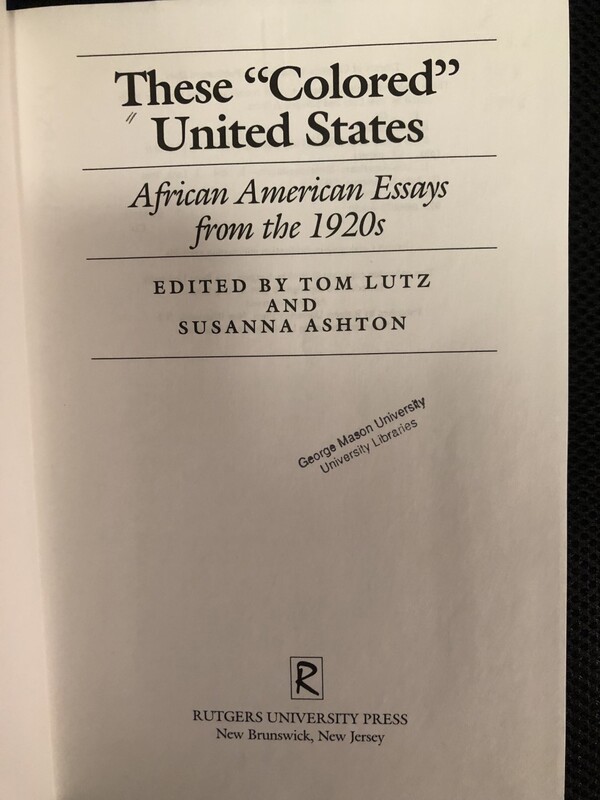 These “Colored”
United States
African American Essays
from the 1920s
EDITED BY TOM LUTZ
AND
SUSANNA ASHTON
George Mason University
University Libraries
R
RUTGERS UNIVERSITY PRESS
New Brunswick, New Jersey